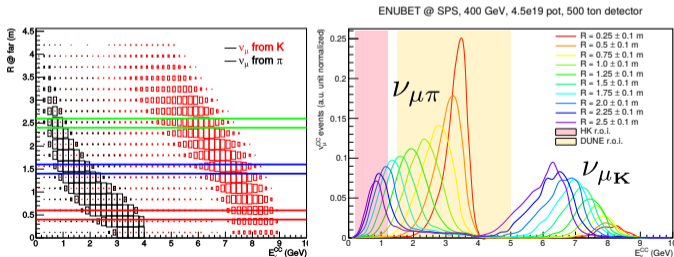 ENUBET @ SPS, 400 GeV, 4.5e19 pot, 500 ton detector
R @ far (m)
4.5
4
3.5
3
2.5
2
1.5
1
0.5
0
ν_μ from K
ν_μ from π
0 1 2 3 4 5 6 7 8 9 10
E_ν^CC (GeV)
ν_μ^CC events (a.u. unit normalized)
0.25
0.2
0.15
0.1
0.05
0
ν_μπ
ν_μK
R = 0.25 ± 0.1 m
R = 0.5 ± 0.1 m
R = 0.75 ± 0.1 m
R = 1.0 ± 0.1 m
R = 1.25 ± 0.1 m
R = 1.5 ± 0.1 m
R = 1.75 ± 0.1 m
R = 2.0 ± 0.1 m
R = 2.25 ± 0.1 m
R = 2.5 ± 0.1 m
HK r.o.i.
DUNE r.o.i.
0 1 2 3 4 5 6 7 8 9 10
E_ν^CC (GeV)